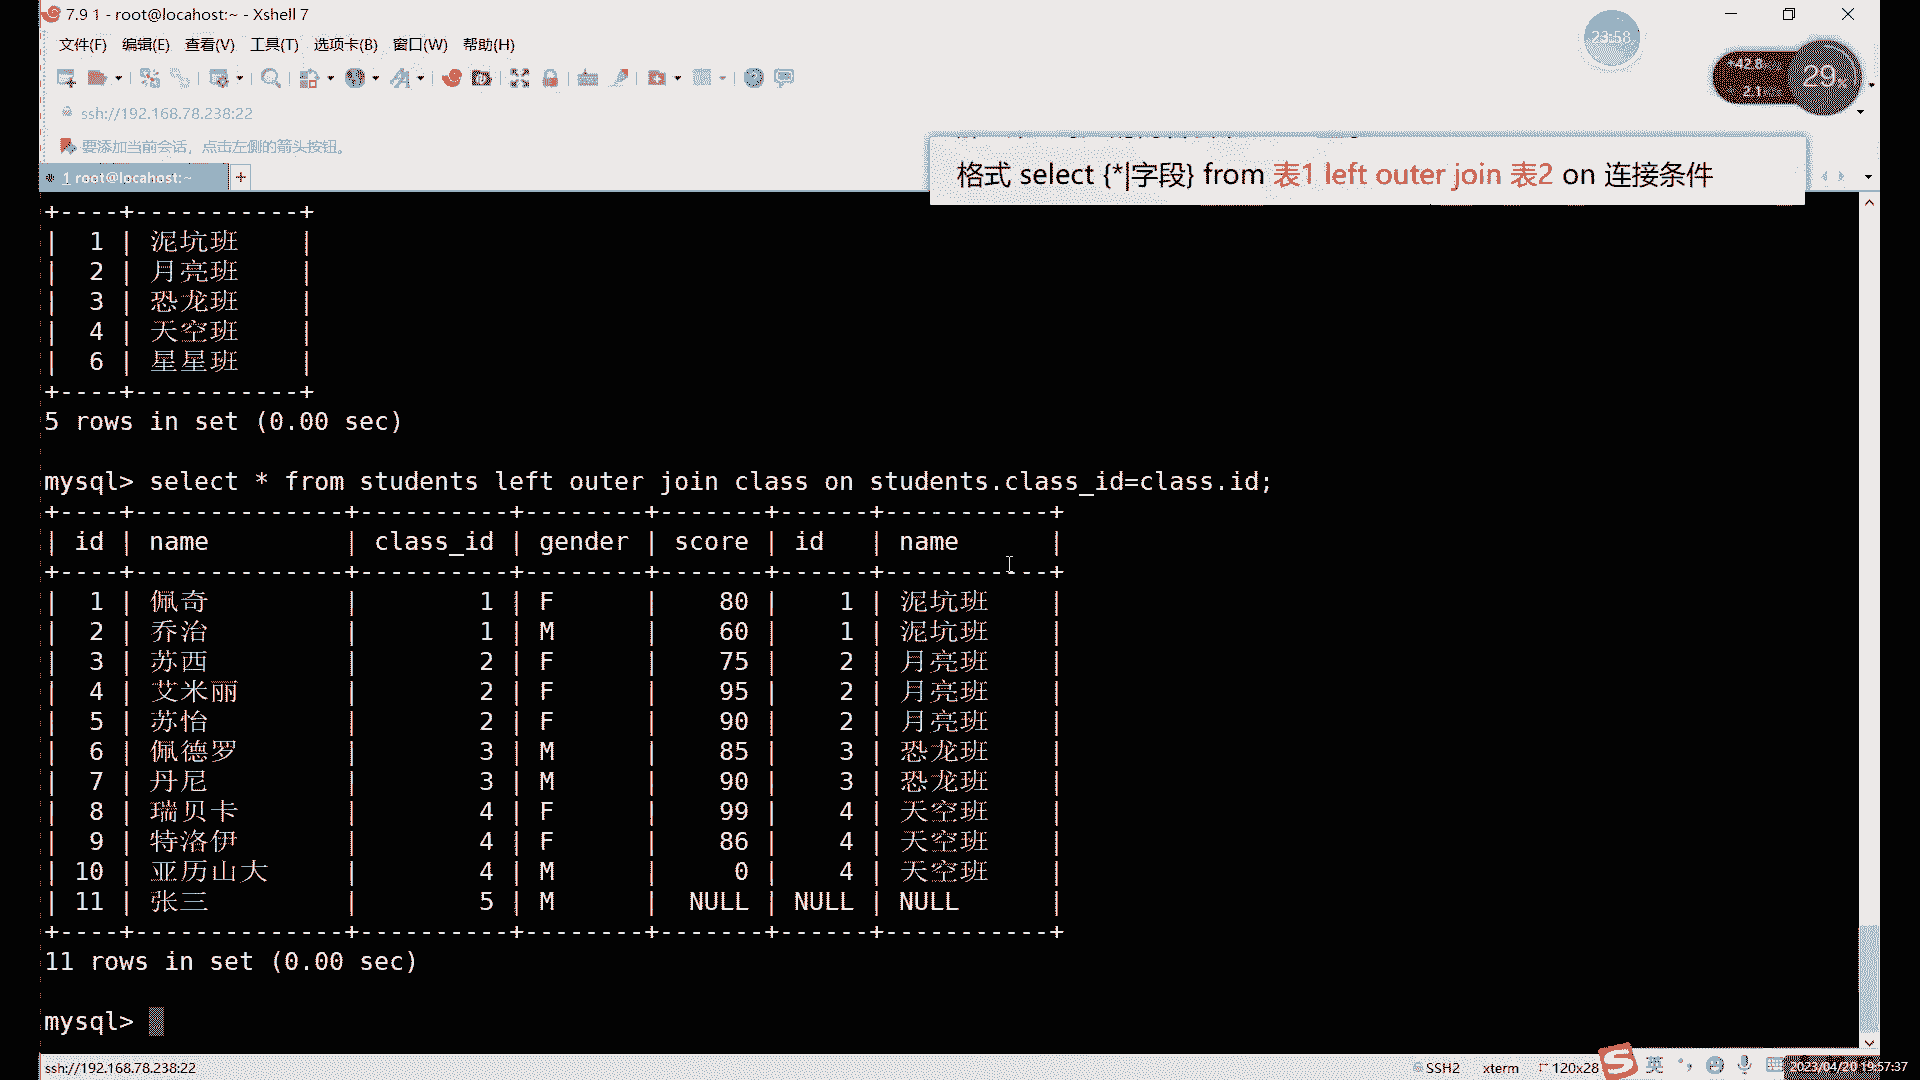 7.9 1 - root@locahost:~ - Xshell 7
23:58
文件(F) 编辑(E) 查看(V) 工具(T) 选项卡(B) 窗口(W) 帮助(H)
29%
ssh://192.168.78.238:22
要添加当前会话，点击左侧的箭头按钮。
格式 select {*|字段} from 表1 left outer join 表2 on 连接条件
1 root@locahost:~ +
+----+-----------+
| 1 | 泥坑班 |
| 2 | 月亮班 |
| 3 | 恐龙班 |
| 4 | 天空班 |
| 6 | 星星班 |
+----+-----------+
5 rows in set (0.00 sec)
mysql> select * from students left outer join class on students.class_id=class.id;
+----+--------------+----------+--------+-------+------+-----------+
| id | name | class_id | gender | score | id | name |
+----+--------------+----------+--------+-------+------+-----------+
| 1 | 佩奇 | 1 | F | 80 | 1 | 泥坑班 |
| 2 | 乔治 | 1 | M | 60 | 1 | 泥坑班 |
| 3 | 苏西 | 2 | F | 75 | 2 | 月亮班 |
| 4 | 艾米丽 | 2 | F | 95 | 2 | 月亮班 |
| 5 | 苏怡 | 2 | F | 90 | 2 | 月亮班 |
| 6 | 佩德罗 | 3 | M | 85 | 3 | 恐龙班 |
| 7 | 丹尼 | 3 | M | 90 | 3 | 恐龙班 |
| 8 | 瑞贝卡 | 4 | F | 99 | 4 | 天空班 |
| 9 | 特洛伊 | 4 | F | 86 | 4 | 天空班 |
| 10 | 亚历山大 | 4 | M | 0 | 4 | 天空班 |
| 11 | 张三 | 5 | M | NULL | NULL | NULL |
+----+--------------+----------+--------+-------+------+-----------+
11 rows in set (0.00 sec)
mysql>
ssh://192.168.78.238:22 SSH2 xterm 120x28 英 2023/04/20 19:57:37